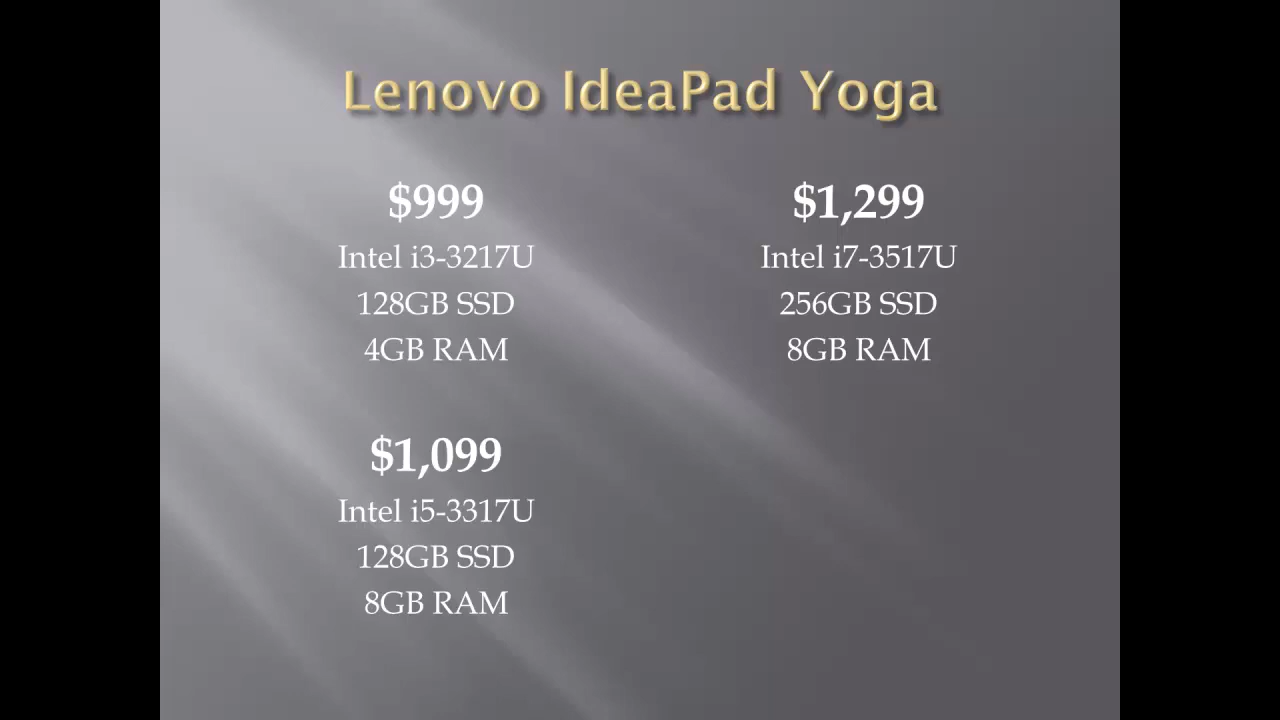 Lenovo IdeaPad Yoga
$999
Intel i3-3217U
128GB SSD
4GB RAM
$1,099
Intel i5-3317U
128GB SSD
8GB RAM
$1,299
Intel i7-3517U
256GB SSD
8GB RAM